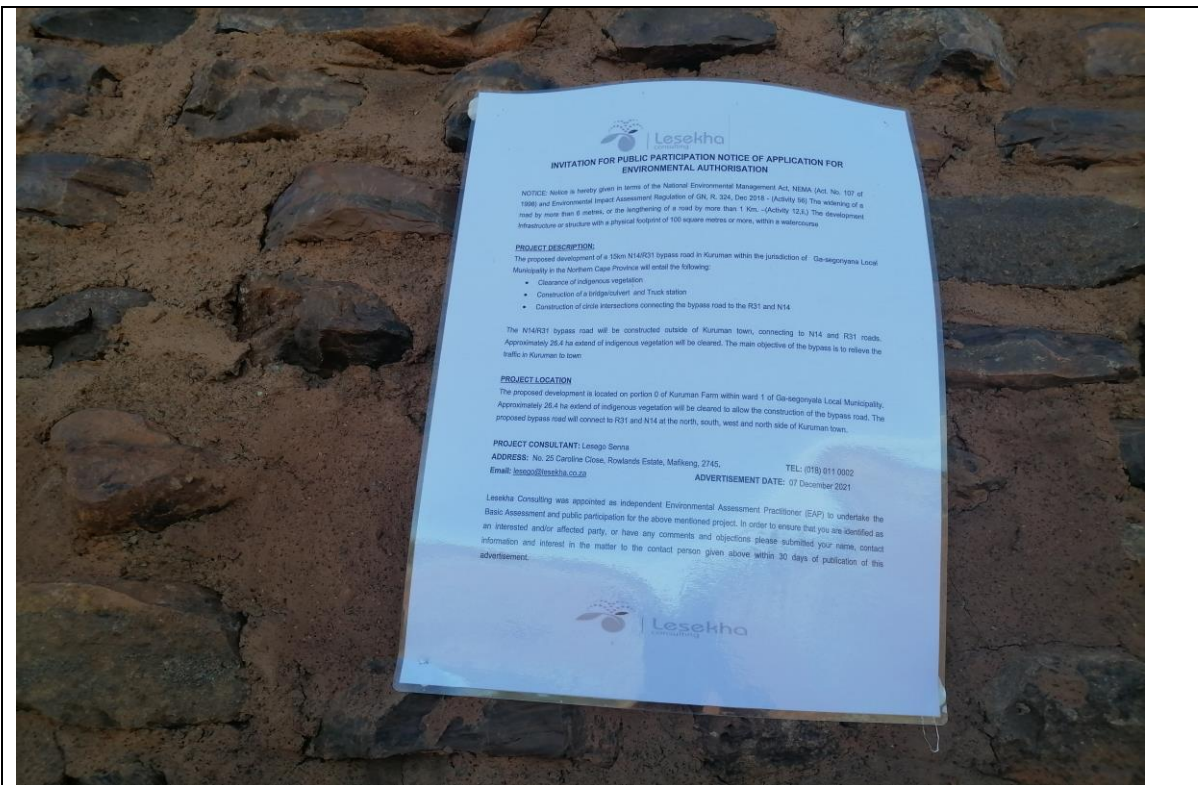 Lesekha
consulting
INVITATION FOR PUBLIC PARTICIPATION NOTICE OF APPLICATION FOR
ENVIRONMENTAL AUTHORISATION
NOTICE: Notice is hereby given in terms of the National Environmental Management Act, NEMA (Act. No. 107 of
1998) and Environmental Impact Assessment Regulation of GN, R. 324, Dec 2018 - (Activity 56) The widening of a
road by more than 6 metres, or the lengthening of a road by more than 1 Km. –(Activity 12,ii,) The development
Infrastructure or structure with a physical footprint of 100 square metres or more, within a watercourse
PROJECT DESCRIPTION:
The proposed development of a 15km N14/R31 bypass road in Kuruman within the jurisdiction of Ga-segonyana Local
Municipality in the Northern Cape Province will entail the following:
• Clearance of indigenous vegetation
• Construction of a bridge/culvert and Truck station
• Construction of circle intersections connecting the bypass road to the R31 and N14
The N14/R31 bypass road will be constructed outside of Kuruman town, connecting to N14 and R31 roads.
Approximately 26.4 ha extend of indigenous vegetation will be cleared. The main objective of the bypass is to relieve the
traffic in Kuruman to town
PROJECT LOCATION
The proposed development is located on portion 0 of Kuruman Farm within ward 1 of Ga-segonyana Local Municipality.
Approximately 26.4 ha extend of indigenous vegetation will be cleared to allow the construction of the bypass road. The
proposed bypass road will connect to R31 and N14 at the north, south, west and north side of Kuruman town.
PROJECT CONSULTANT: Lesego Senna
ADDRESS: No. 25 Caroline Close, Rowlands Estate, Mafikeng, 2745, TEL: (018) 011 0002
Email: lesego@lesekha.co.za ADVERTISEMENT DATE: 07 December 2021
Lesekha Consulting was appointed as independent Environmental Assessment Practitioner (EAP) to undertake the
Basic Assessment and public participation for the above mentioned project. In order to ensure that you are identified as
an interested and/or affected party, or have any comments and objections please submitted your name, contact
information and interest in the matter to the contact person given above within 30 days of publication of this
advertisement.
Lesekha
consulting